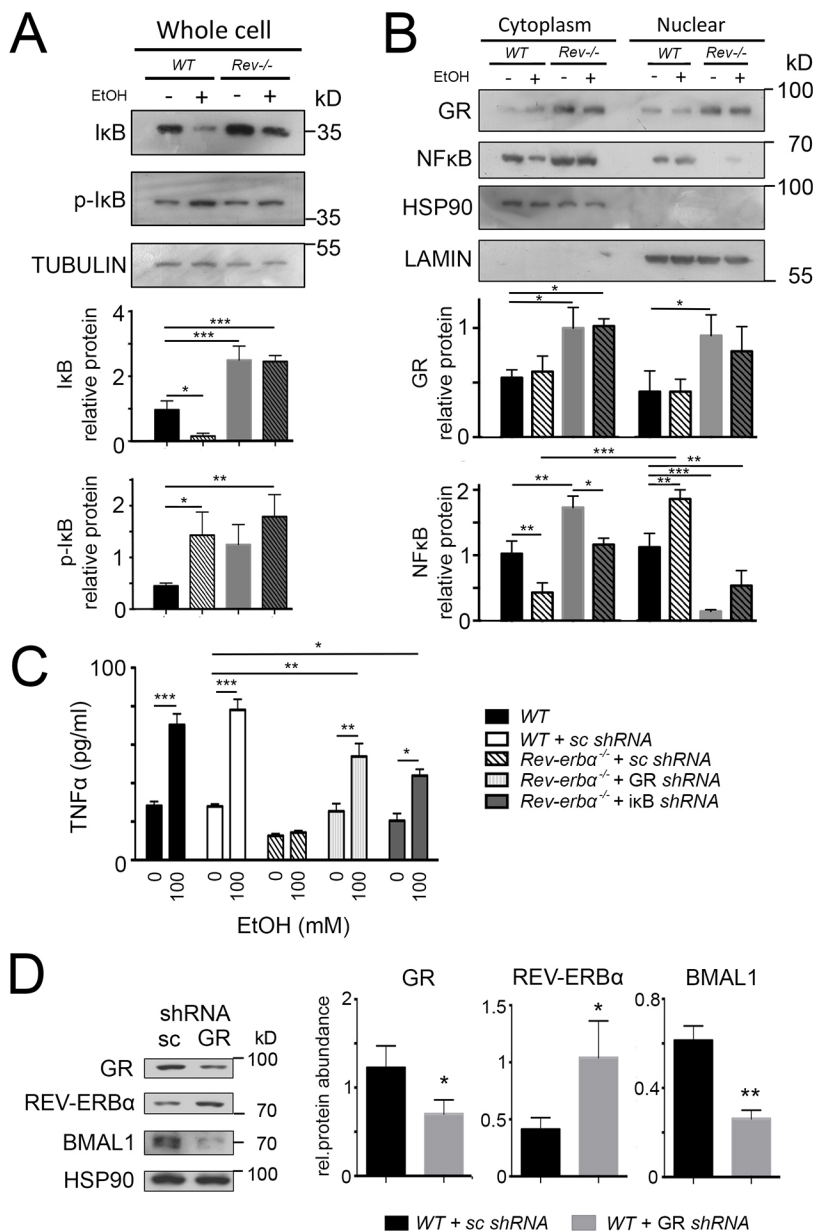 A
Whole cell
WT Rev-/-
EtOH - + - + kD
IκB 35
p-IκB 35
TUBULIN 55
4
2
0
IκB
relative protein
***
***
*
2
1
0
p-IκB
relative protein
**
*
B
Cytoplasm Nuclear
WT Rev-/- WT Rev-/- kD
EtOH - + - + - + - +
GR 100
NFκB 70
HSP90 100
LAMIN 55
1
0
GR
relative protein
*
*
*
2
1
0
NFκB
relative protein
***
**
***
** * **
**
C
100
0
TNFα (pg/ml)
*
**
*** *** ** *
0 100 0 100 0 100 0 100 0 100
EtOH (mM)
WT
WT + sc shRNA
Rev-erbα-/- + sc shRNA
Rev-erbα-/- + GR shRNA
Rev-erbα-/- + iκB shRNA
D
shRNA
sc GR kD
GR 100
REV-ERBα 70
BMAL1 70
HSP90 100
GR REV-ERBα BMAL1
rel.protein abundance
2
1
0
*
1.5
1
0.5
0
*
0.8
0.4
0
**
WT + sc shRNA WT + GR shRNA